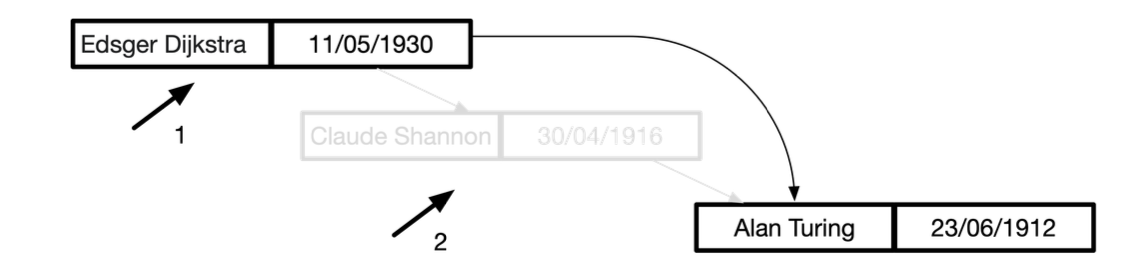 Edsger Dijkstra 11/05/1930
1
Claude Shannon 30/04/1916
2
Alan Turing 23/06/1912